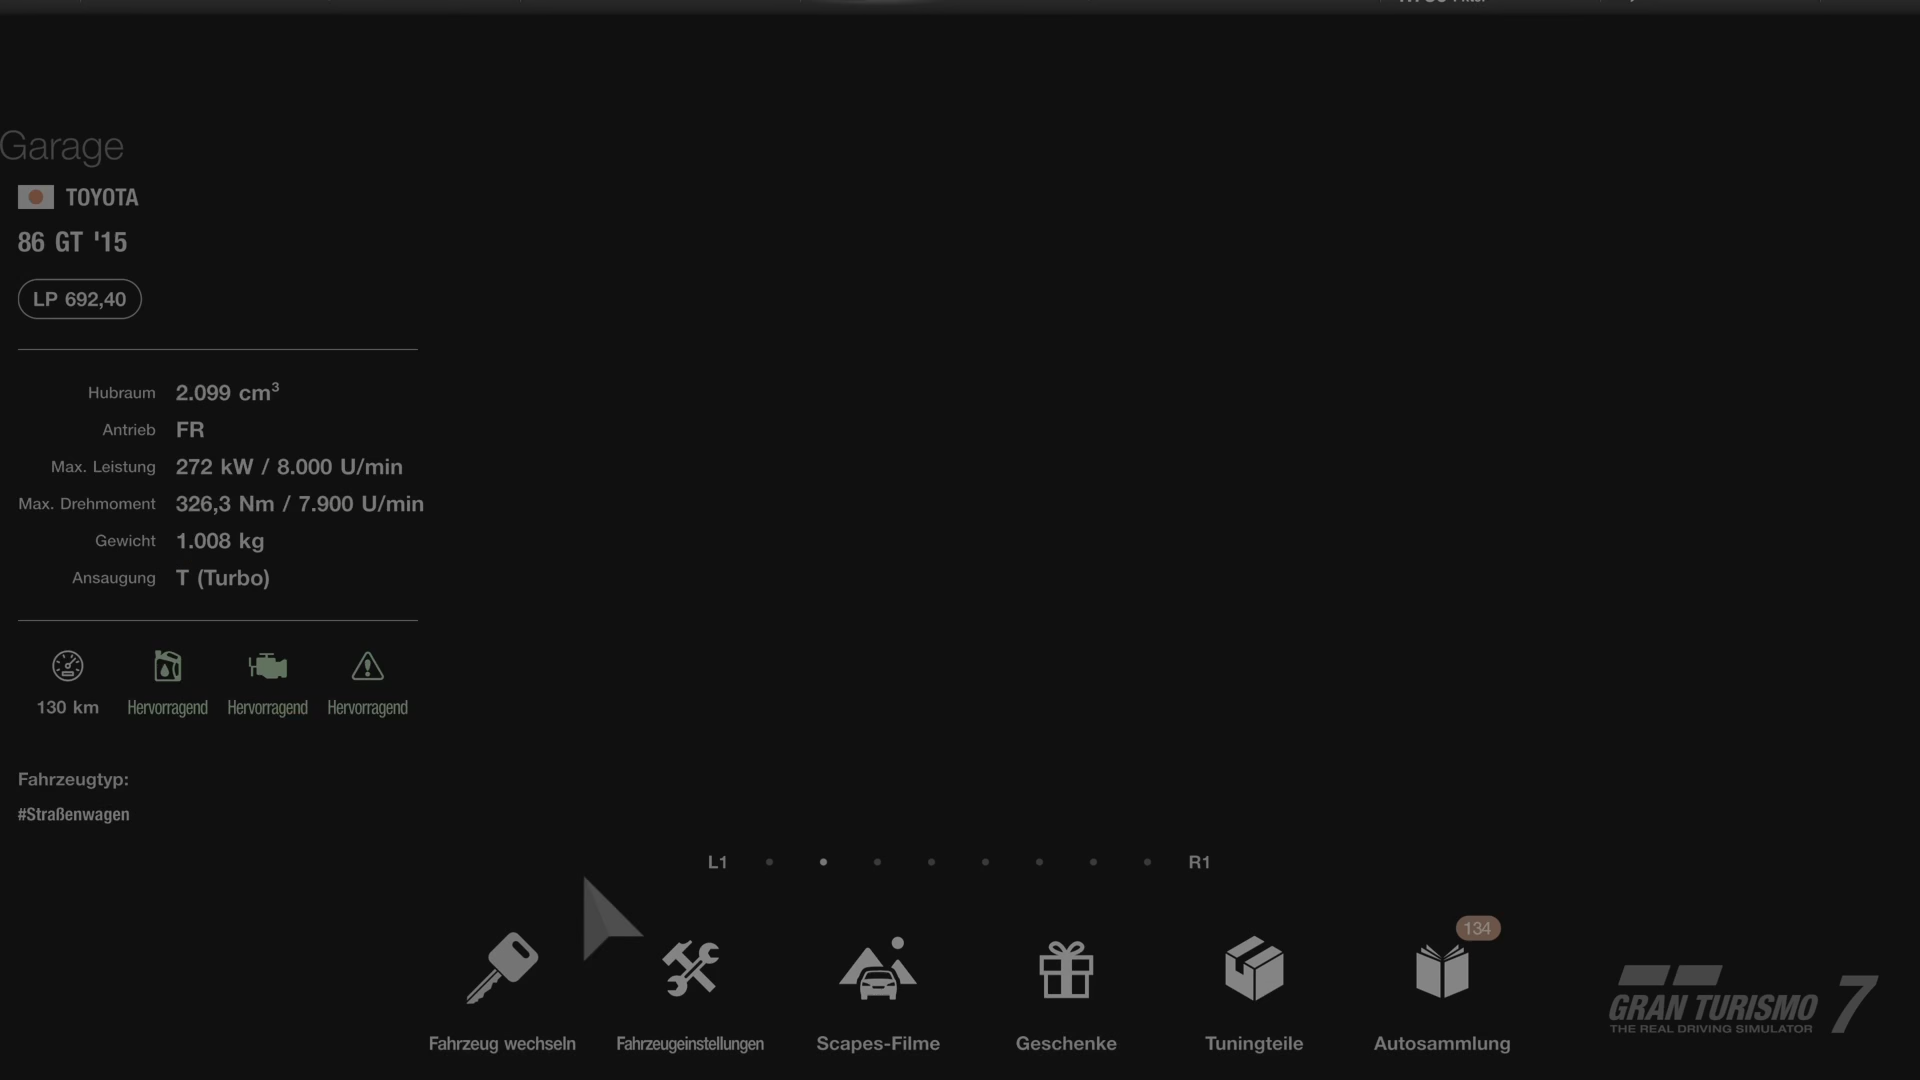 Garage
TOYOTA
86 GT '15
LP 692,40
Hubraum 2.099 cm³
Antrieb FR
Max. Leistung 272 kW / 8.000 U/min
Max. Drehmoment 326,3 Nm / 7.900 U/min
Gewicht 1.008 kg
Ansaugung T (Turbo)
130 km Hervorragend Hervorragend Hervorragend
Fahrzeugtyp:
#Straßenwagen
L1 R1
134
Fahrzeug wechseln Fahrzeugeinstellungen Scapes-Filme Geschenke Tuningteile Autosammlung
GRAN TURISMO 7
THE REAL DRIVING SIMULATOR